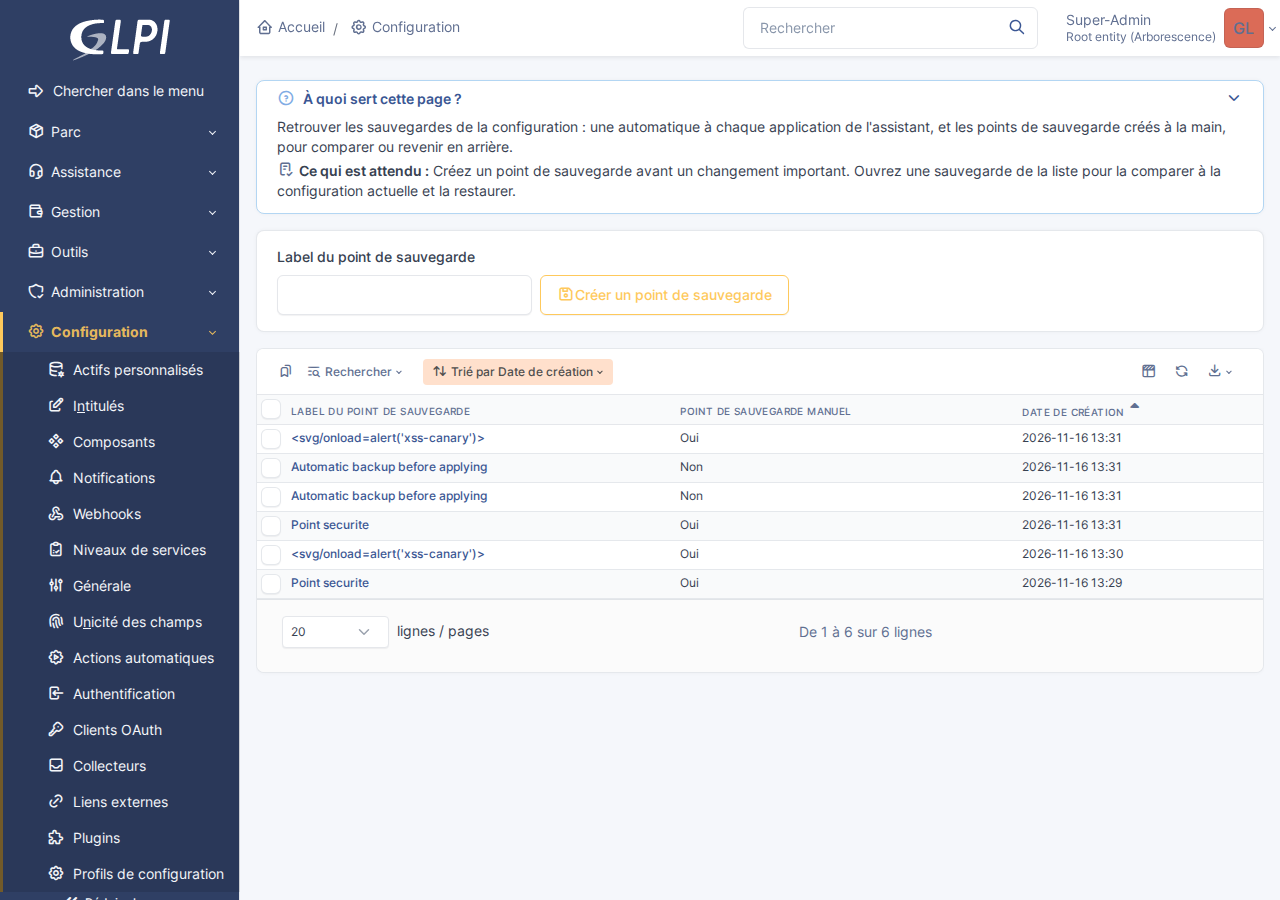 GLPI
Accueil / Configuration
Rechercher
Super-Admin
Root entity (Arborescence)
GL
Chercher dans le menu
Parc
Assistance
Gestion
Outils
Administration
Configuration
Actifs personnalisés
Intitulés
Composants
Notifications
Webhooks
Niveaux de services
Générale
Unicité des champs
Actions automatiques
Authentification
Clients OAuth
Collecteurs
Liens externes
Plugins
Profils de configuration
À quoi sert cette page ?
Retrouver les sauvegardes de la configuration : une automatique à chaque application de l'assistant, et les points de sauvegarde créés à la main,
pour comparer ou revenir en arrière.
Ce qui est attendu : Créez un point de sauvegarde avant un changement important. Ouvrez une sauvegarde de la liste pour la comparer à la
configuration actuelle et la restaurer.
Label du point de sauvegarde
Créer un point de sauvegarde
Rechercher
Trié par Date de création
LABEL DU POINT DE SAUVEGARDE POINT DE SAUVEGARDE MANUEL DATE DE CRÉATION
<svg/onload=alert('xss-canary')> Oui 2026-11-16 13:31
Automatic backup before applying Non 2026-11-16 13:31
Automatic backup before applying Non 2026-11-16 13:31
Point securite Oui 2026-11-16 13:31
<svg/onload=alert('xss-canary')> Oui 2026-11-16 13:30
Point securite Oui 2026-11-16 13:29
20 lignes / pages De 1 à 6 sur 6 lignes